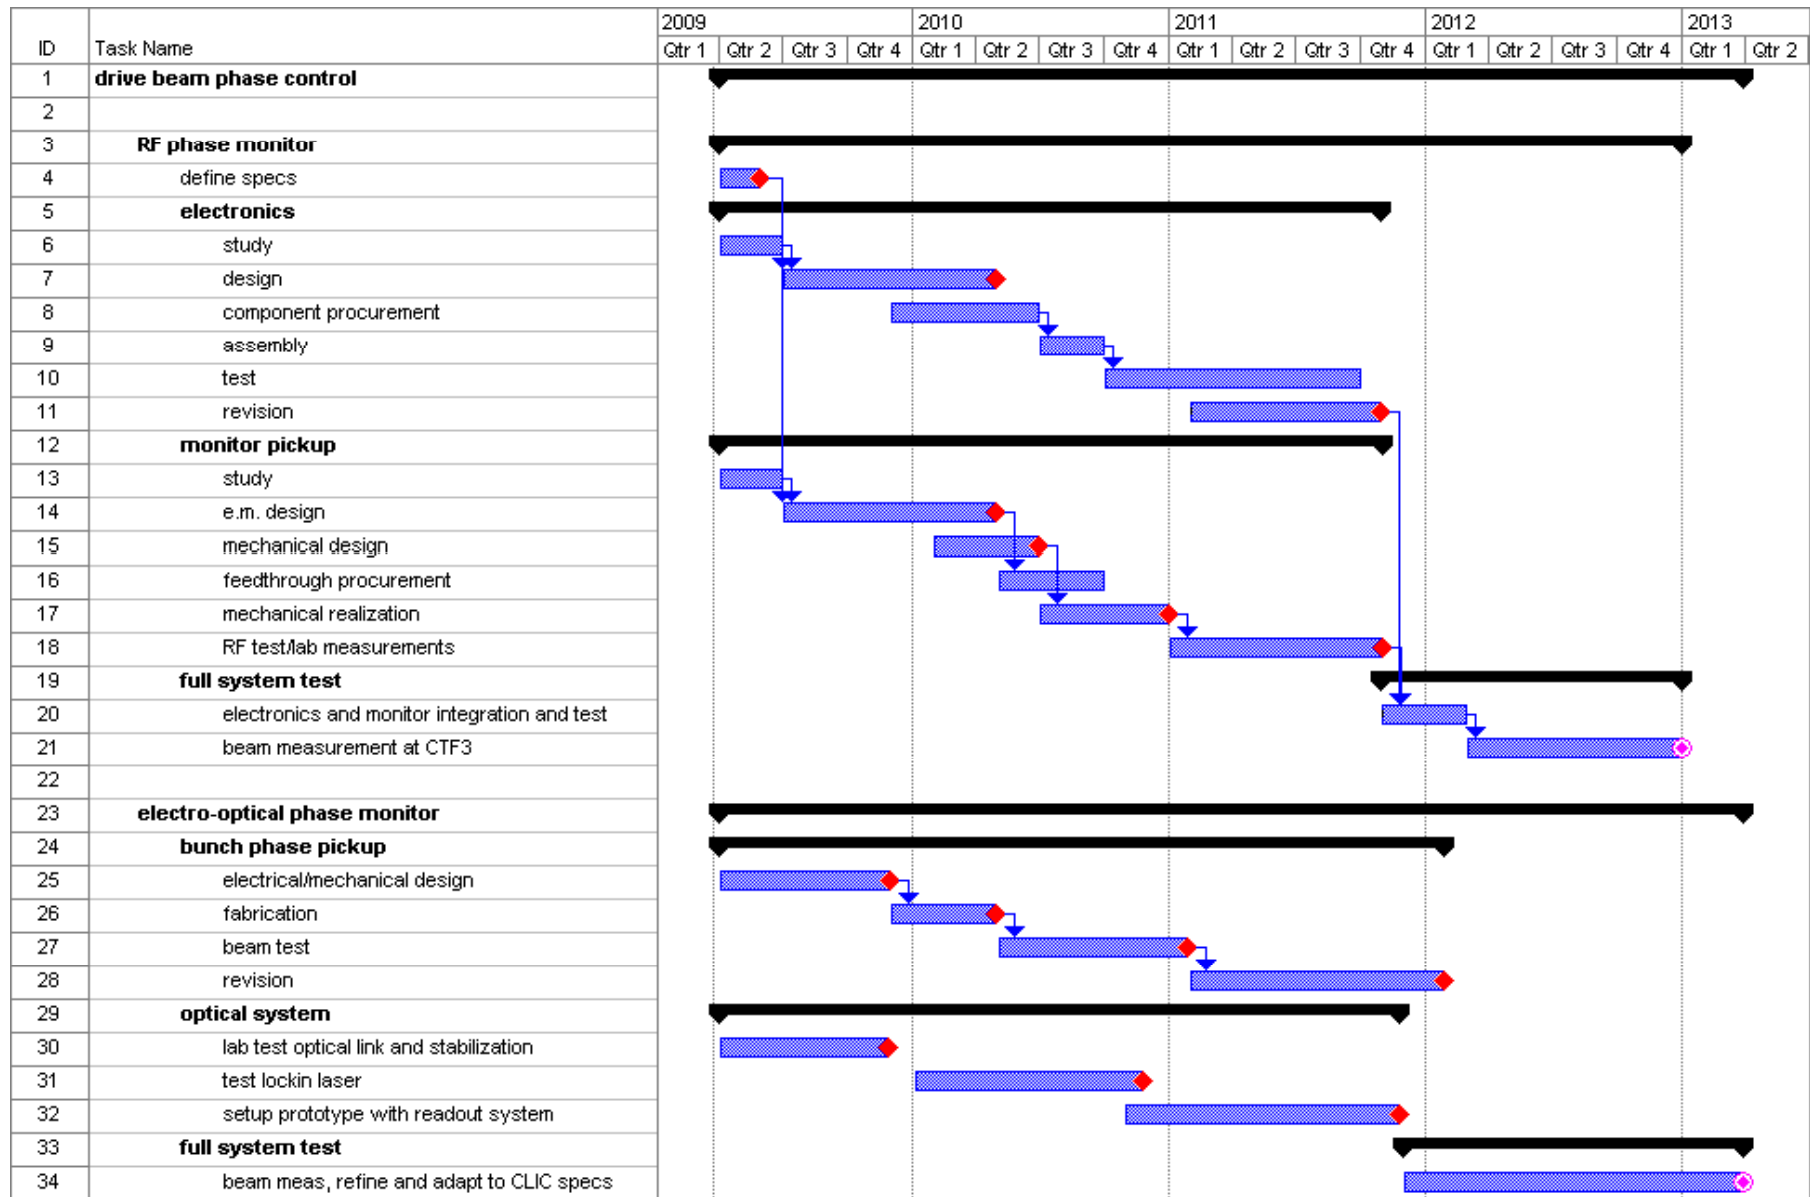 2009 2010 2011 2012 2013
ID Task Name Qtr 1 Qtr 2 Qtr 3 Qtr 4 Qtr 1 Qtr 2 Qtr 3 Qtr 4 Qtr 1 Qtr 2 Qtr 3 Qtr 4 Qtr 1 Qtr 2 Qtr 3 Qtr 4 Qtr 1 Qtr 2
1 drive beam phase control
2
3 RF phase monitor
4 define specs
5 electronics
6 study
7 design
8 component procurement
9 assembly
10 test
11 revision
12 monitor pickup
13 study
14 e.m. design
15 mechanical design
16 feedthrough procurement
17 mechanical realization
18 RF test/lab measurements
19 full system test
20 electronics and monitor integration and test
21 beam measurement at CTF3
22
23 electro-optical phase monitor
24 bunch phase pickup
25 electrical/mechanical design
26 fabrication
27 beam test
28 revision
29 optical system
30 lab test optical link and stabilization
31 test lockin laser
32 setup prototype with readout system
33 full system test
34 beam meas, refine and adapt to CLIC specs